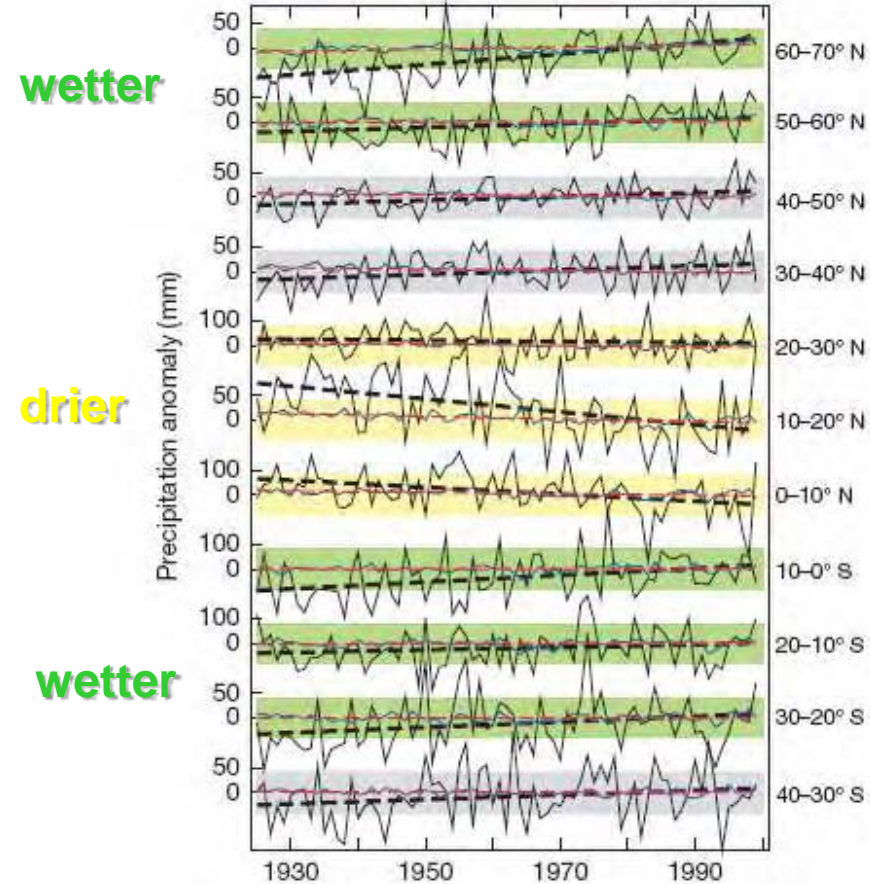 wetter
drier
wetter
Precipitation anomaly (mm)
50
0
60–70° N
50
0
50–60° N
50
0
40–50° N
50
0
30–40° N
100
0
20–30° N
50
0
10–20° N
100
0
0–10° N
100
0
10–0° S
100
0
20–10° S
50
0
30–20° S
50
0
40–30° S
1930 1950 1970 1990